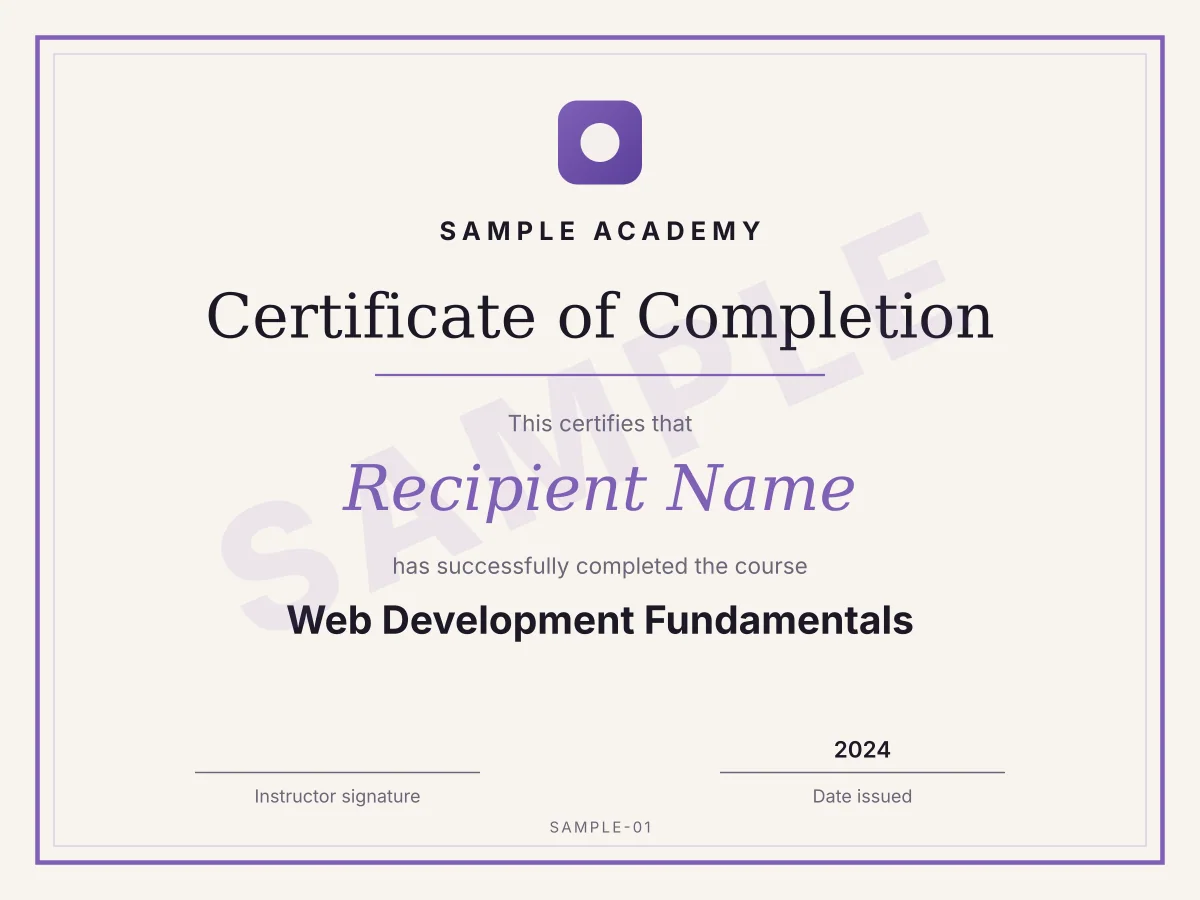 SAMPLE ACADEMY
Certificate of Completion
This certifies that
Recipient Name
has successfully completed the course
Web Development Fundamentals
2024
Instructor signature
Date issued
SAMPLE-01
SAMPLE